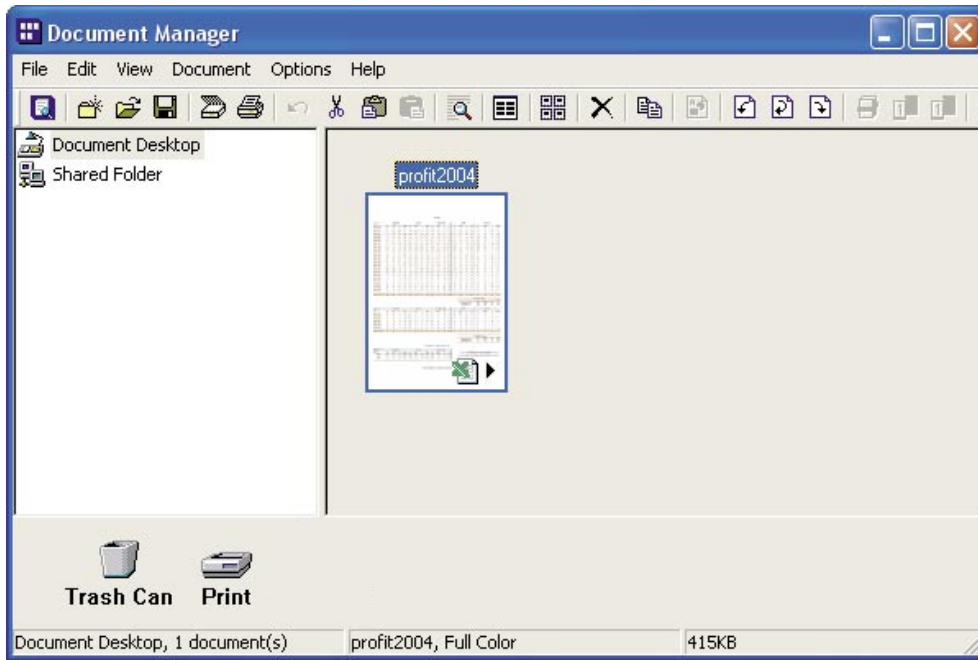 Document Manager
File Edit View Document Options Help
Document Desktop
Shared Folder
profit2004
Trash Can Print
Document Desktop, 1 document(s) profit2004, Full Color 415KB